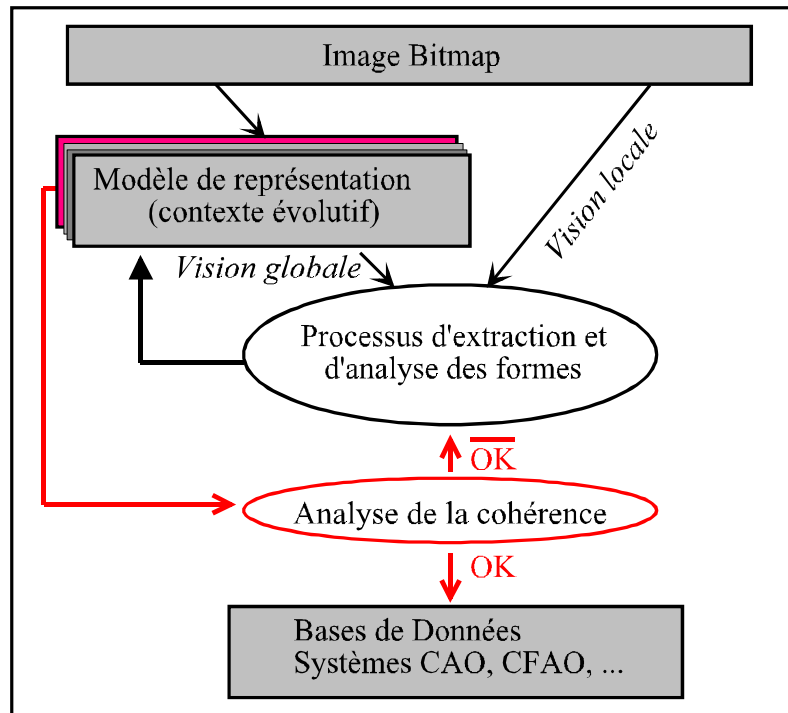 Image Bitmap
Modèle de représentation
(contexte évolutif)
Vision locale
Vision globale
Processus d'extraction et
d'analyse des formes
OK
Analyse de la cohérence
OK
Bases de Données
Systèmes CAO, CFAO, ...